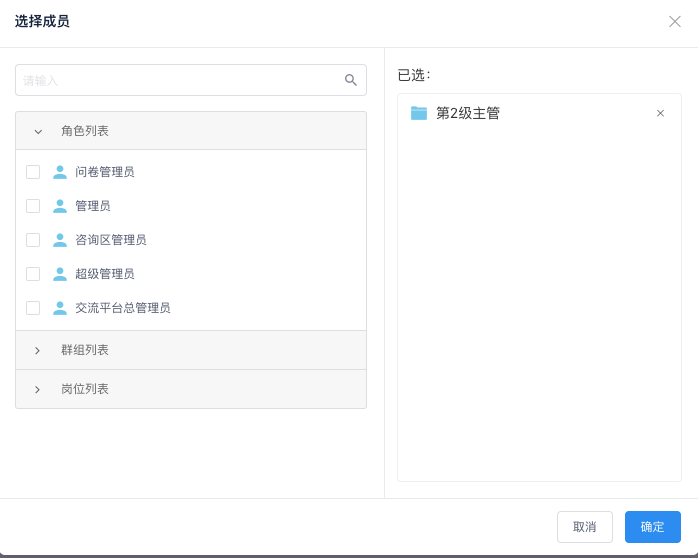 选择成员
请输入
角色列表
问卷管理员
管理员
咨询区管理员
超级管理员
交流平台总管理员
群组列表
岗位列表
已选：
第2级主管
取消
确定